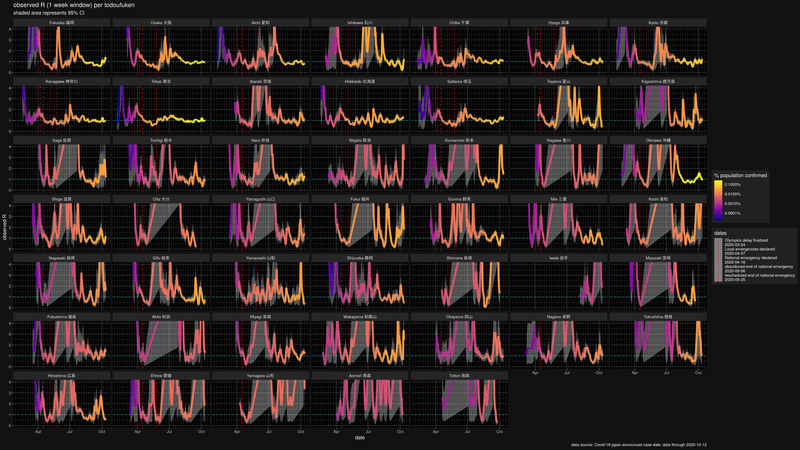 observed R (1 week window) per todoufuken
shaded area represents 95% CI
Fukuoka 福岡
Osaka 大阪
Aichi 愛知
Ishikawa 石川
Chiba 千葉
Hyogo 兵庫
Kyoto 京都
Kanagawa 神奈川
Tokyo 東京
Ibaraki 茨城
Hokkaido 北海道
Saitama 埼玉
Toyama 富山
Kagoshima 鹿児島
Saga 佐賀
Tochigi 栃木
Nara 奈良
Niigata 新潟
Kumamoto 熊本
Kagawa 香川
Okinawa 沖縄
Shiga 滋賀
Oita 大分
Yamaguchi 山口
Fukui 福井
Gunma 群馬
Mie 三重
Kochi 高知
Nagasaki 長崎
Gifu 岐阜
Yamanashi 山梨
Shizuoka 静岡
Shimane 島根
Iwate 岩手
Miyazaki 宮崎
Fukushima 福島
Akita 秋田
Miyagi 宮城
Wakayama 和歌山
Okayama 岡山
Nagano 長野
Tokushima 徳島
Hiroshima 広島
Ehime 愛媛
Yamagata 山形
Aomori 青森
Tottori 鳥取
observed R
Apr Jul Oct
date
% population confirmed
0.1000%
0.0100%
0.0010%
0.0001%
dates
Olympics delay finalized
2020-03-24
Local emergencies declared
2020-04-07
National emergency declared
2020-04-16
abandoned end of national emergency
2020-05-06
rescheduled end of national emergency
2020-05-25
data source: Covid-19 japan announced case date. data through 2020-10-12